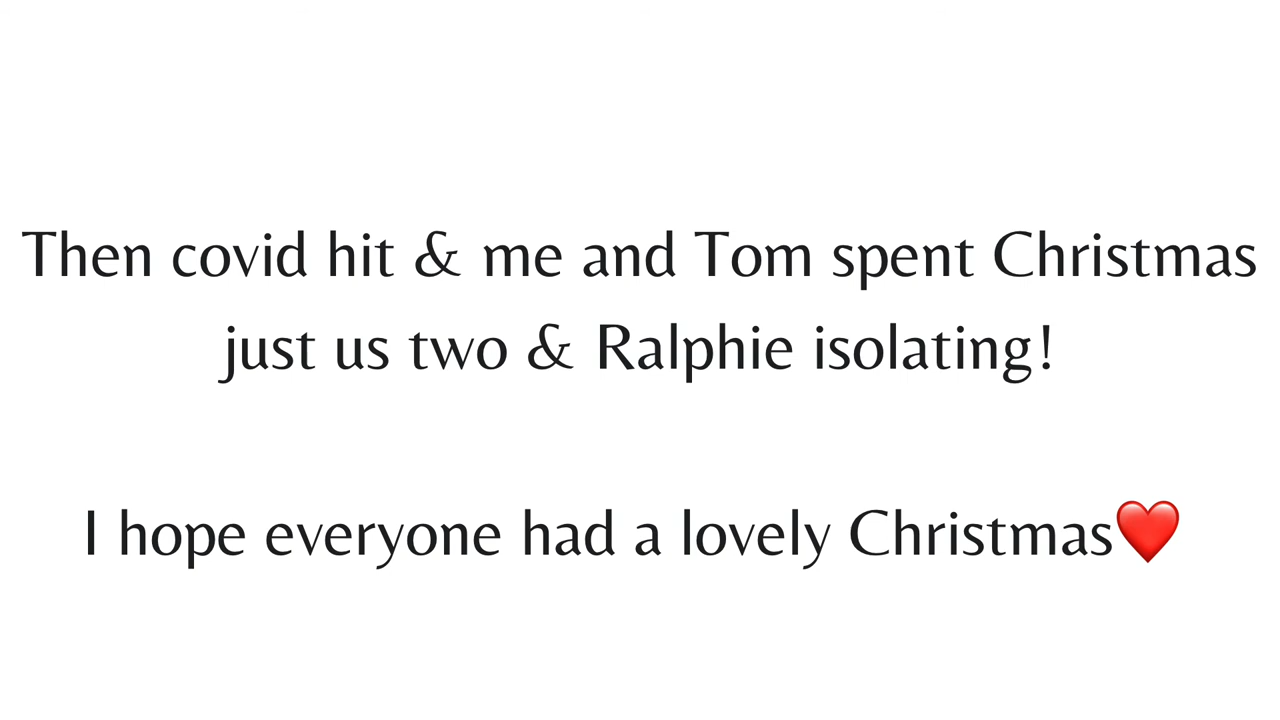 Then covid hit & me and Tom spent Christmas
just us two & Ralphie isolating!
I hope everyone had a lovely Christmas❤️